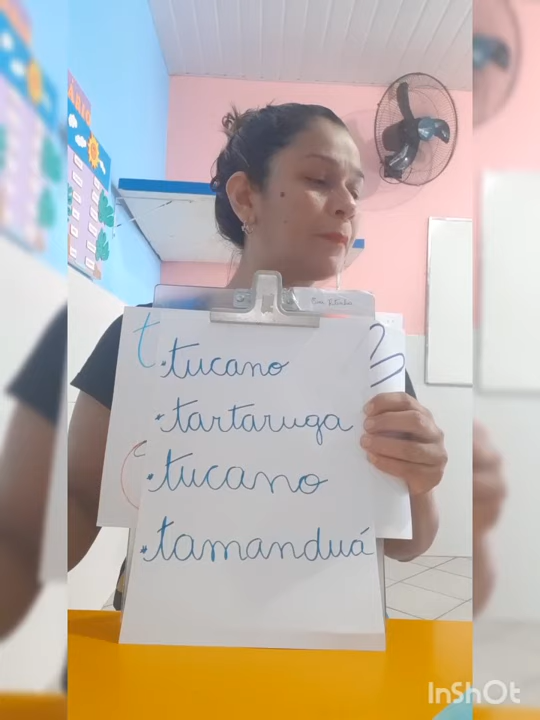 t
• tucano
• tartaruga
• tucano
• tamanduá
InShOt